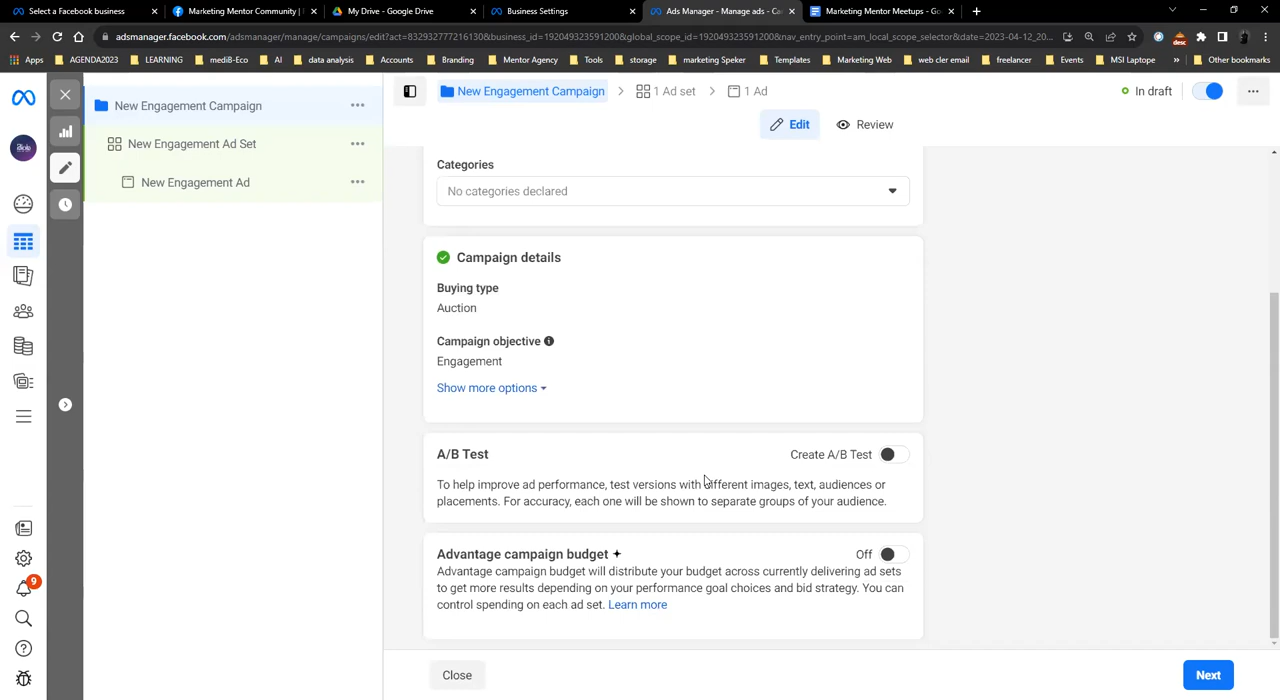 Select a Facebook business
Marketing Mentor Community |
My Drive - Google Drive
Business Settings
Ads Manager - Manage ads - Ca
Marketing Mentor Meetups - Go
adsmanager.facebook.com/adsmanager/manage/campaigns/edit?act=832932777216130&business_id=192049323591200&global_scope_id=192049323591200&nav_entry_point=am_local_scope_selector&date=2023-04-12_20...
desc
Apps
AGENDA2023
LEARNING
medi8-Eco
AI
data analysis
Accounts
Branding
Mentor Agency
Tools
storage
marketing Speker
Templates
Marketing Web
web cler email
freelancer
Events
MSI Laptope
»
Other bookmarks
New Engagement Campaign
New Engagement Ad Set
New Engagement Ad
New Engagement Campaign
1 Ad set
1 Ad
In draft
Edit
Review
Categories
No categories declared
Campaign details
Buying type
Auction
Campaign objective
Engagement
Show more options
A/B Test
Create A/B Test
To help improve ad performance, test versions with different images, text, audiences or
placements. For accuracy, each one will be shown to separate groups of your audience.
Advantage campaign budget
Off
Advantage campaign budget will distribute your budget across currently delivering ad sets
to get more results depending on your performance goal choices and bid strategy. You can
control spending on each ad set. Learn more
9
Close
Next